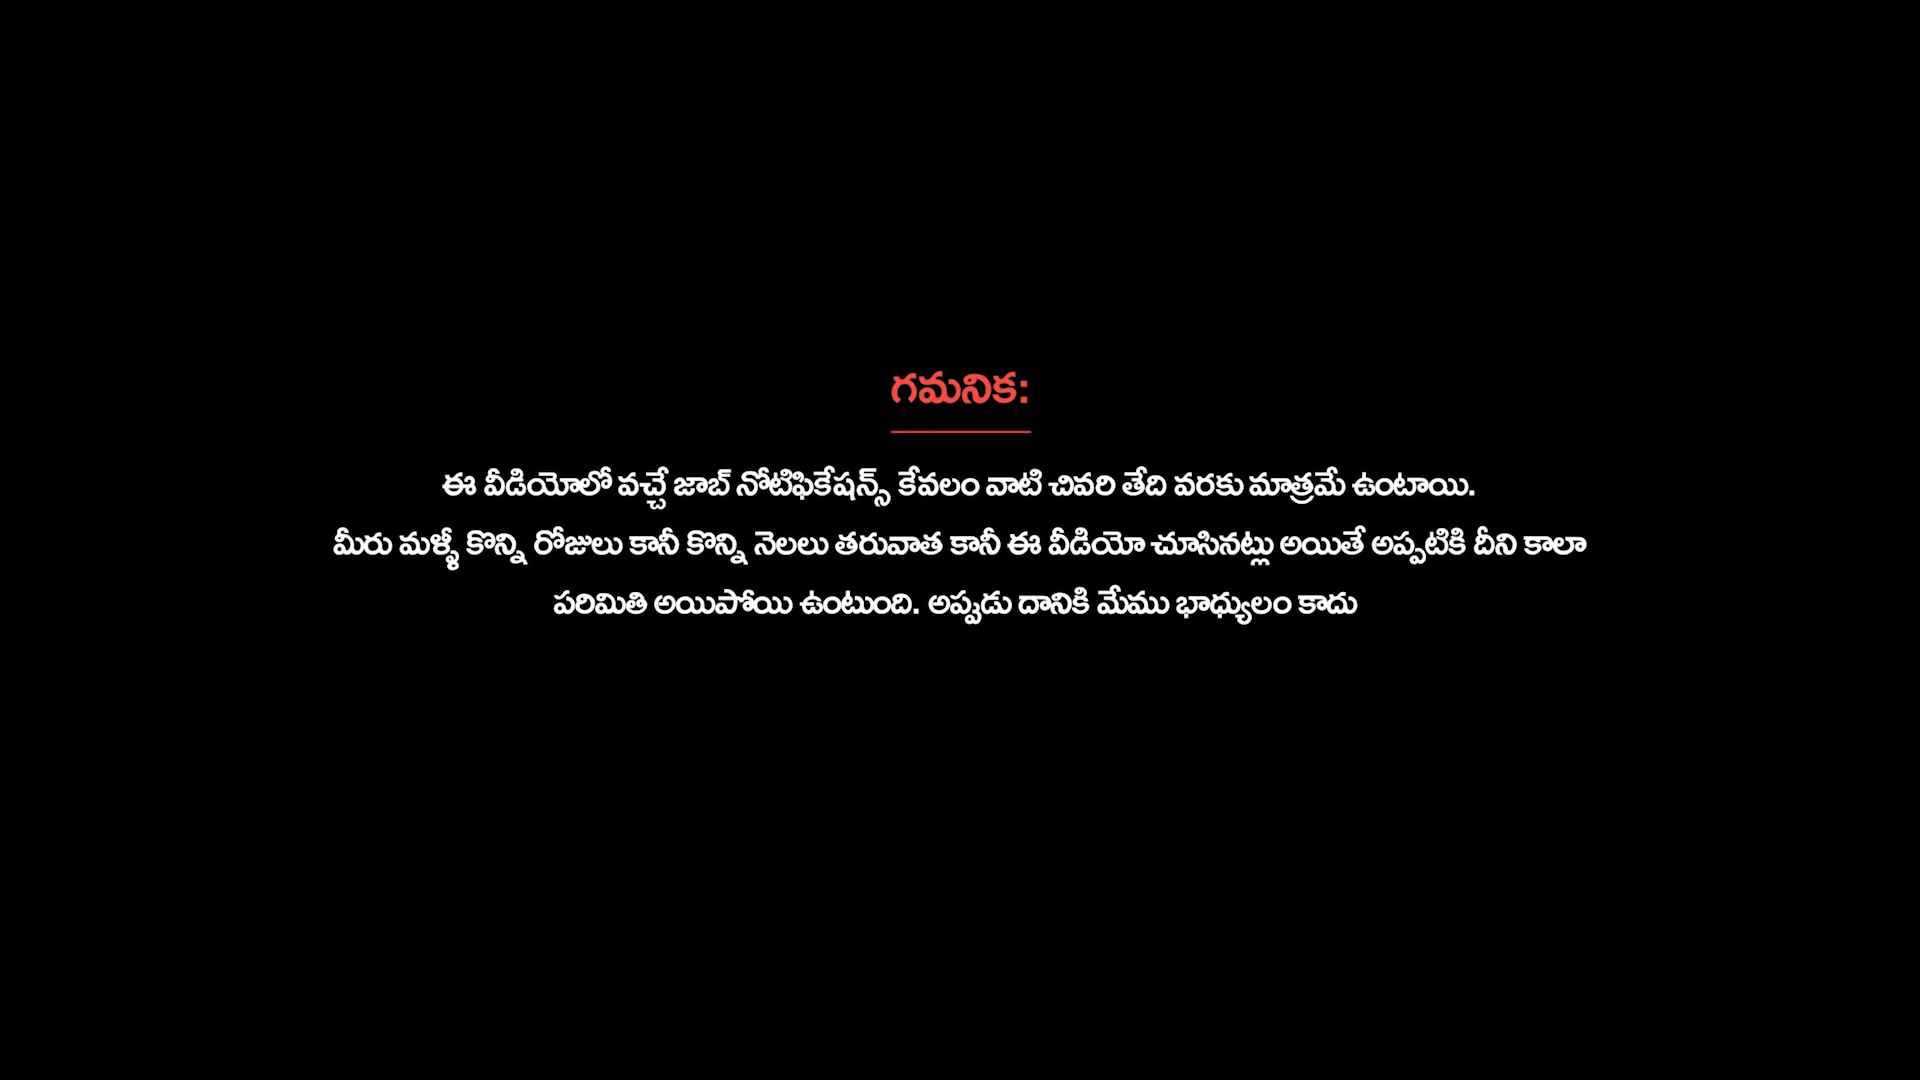 గమనిక:
ఈ వీడియోలో వచ్చే జాబ్ నోటిఫికేషన్స్ కేవలం వాటి చివరి తేది వరకు మాత్రమే ఉంటాయి.
మీరు మళ్ళీ కొన్ని రోజులు కానీ కొన్ని నెలలు తరువాత కానీ ఈ వీడియో చూసినట్లు అయితే అప్పటికి దీని కాలా
పరిమితి అయిపోయి ఉంటుంది. అప్పుడు దానికి మేము భాధ్యులం కాదు